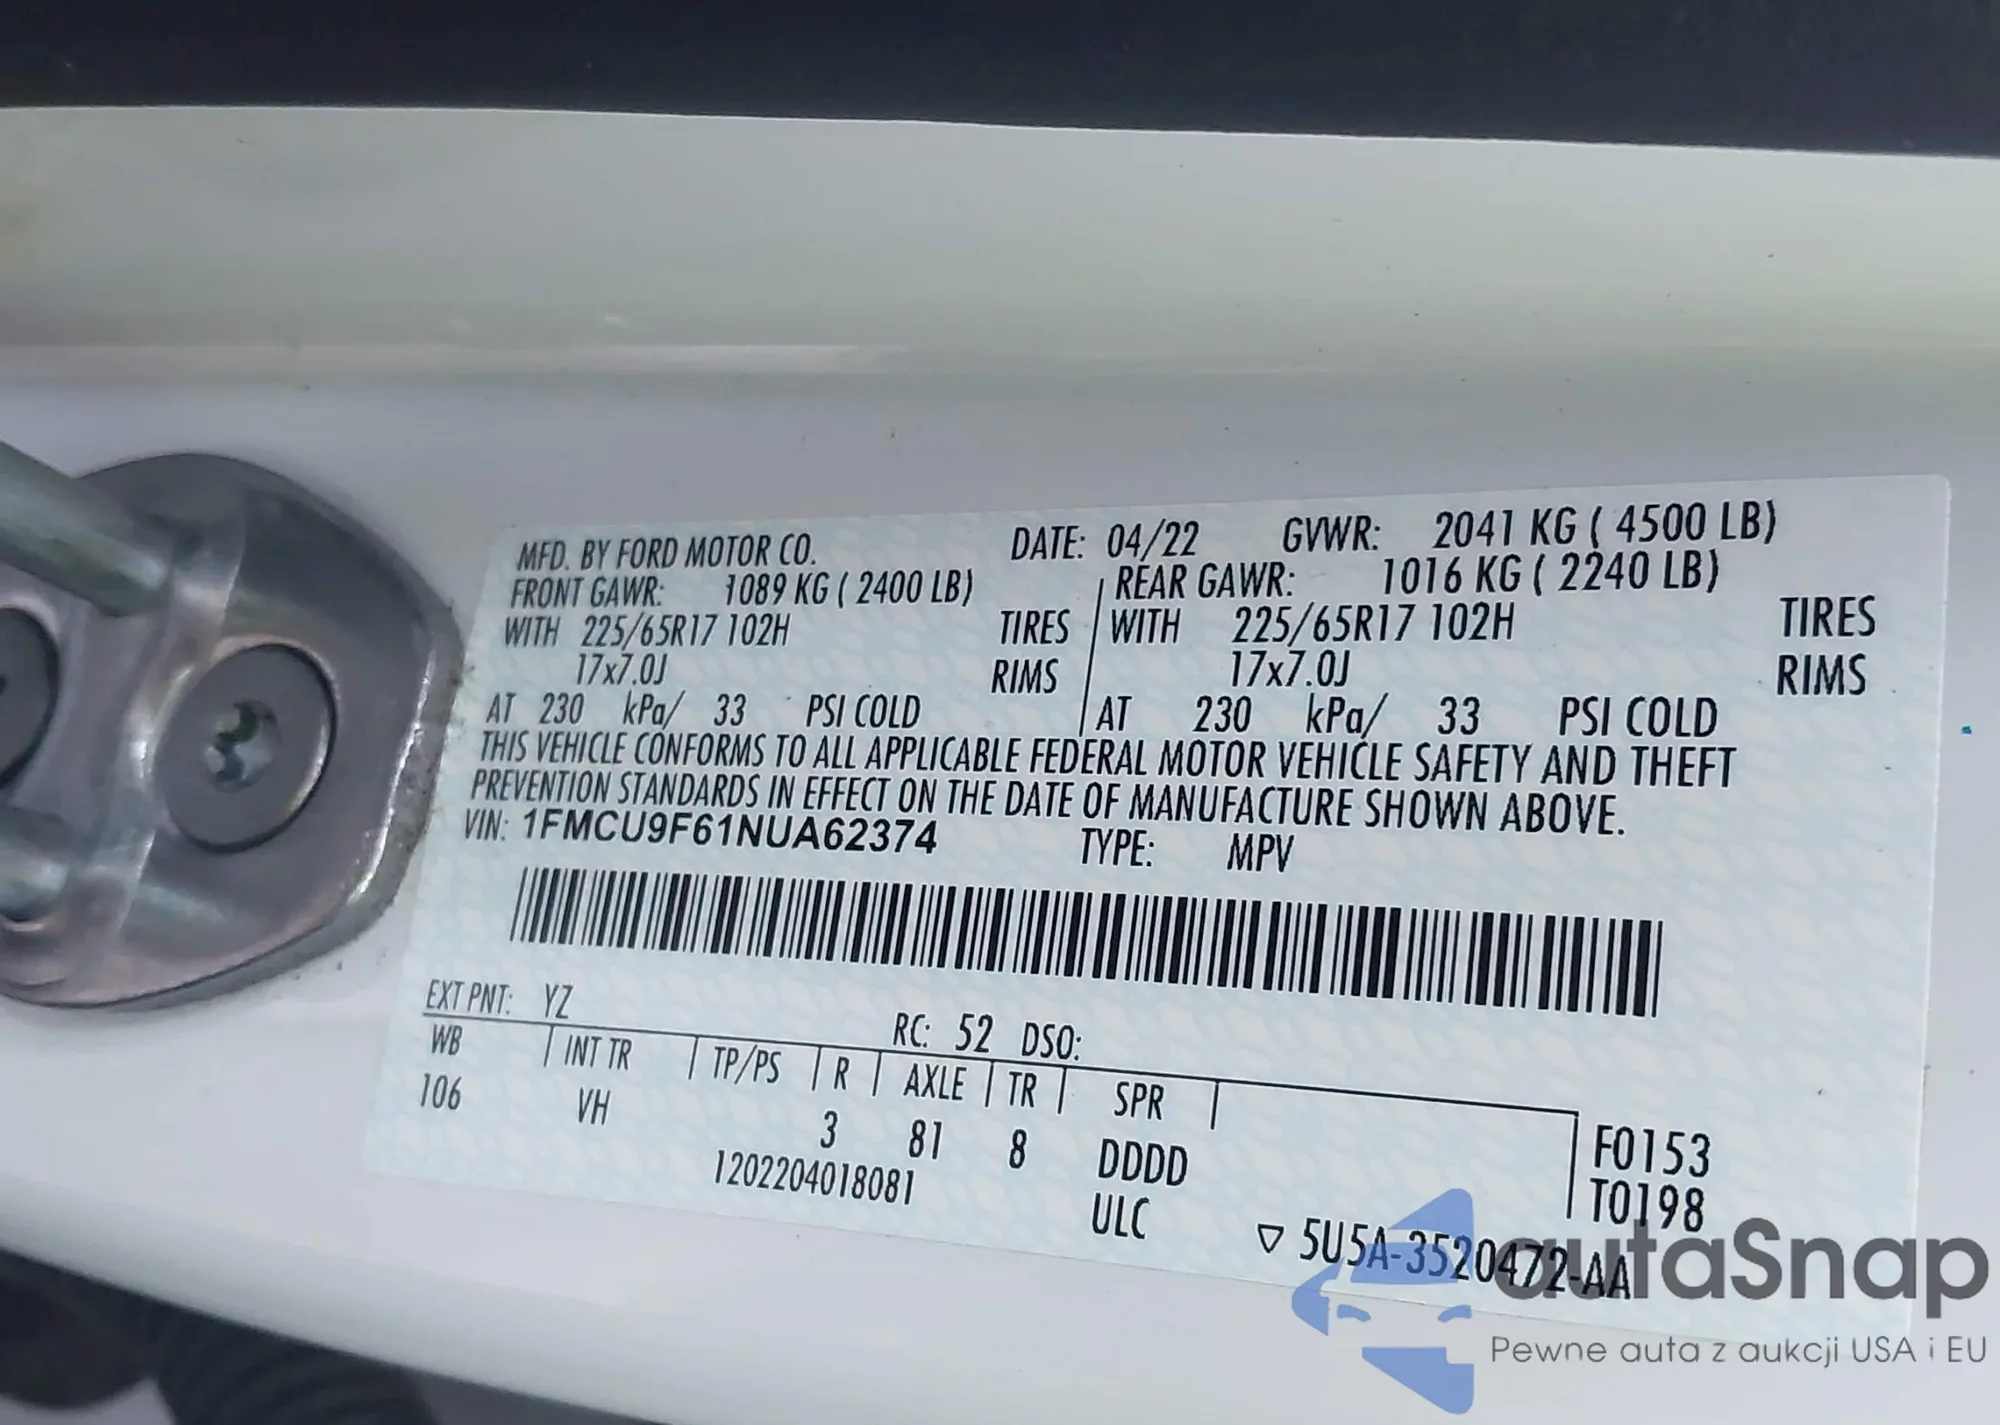 MFD. BY FORD MOTOR CO. DATE: 04/22 GVWR: 2041 KG ( 4500 LB)
FRONT GAWR: 1089 KG ( 2400 LB) REAR GAWR: 1016 KG ( 2240 LB)
WITH 225/65R17 102H TIRES WITH 225/65R17 102H TIRES
17x7.0J RIMS 17x7.0J RIMS
AT 230 kPa/ 33 PSI COLD AT 230 kPa/ 33 PSI COLD
THIS VEHICLE CONFORMS TO ALL APPLICABLE FEDERAL MOTOR VEHICLE SAFETY AND THEFT
PREVENTION STANDARDS IN EFFECT ON THE DATE OF MANUFACTURE SHOWN ABOVE.
VIN: 1FMCU9F61NUA62374 TYPE: MPV
EXT PNT: YZ RC: 52 DSO:
WB INT TR TP/PS R AXLE TR SPR
106 VH 3 81 8 DDDD F0153
1202204018081 ULC T0198
▽ 5U5A-3520472-AA
autaSnap
Pewne auta z aukcji USA i EU